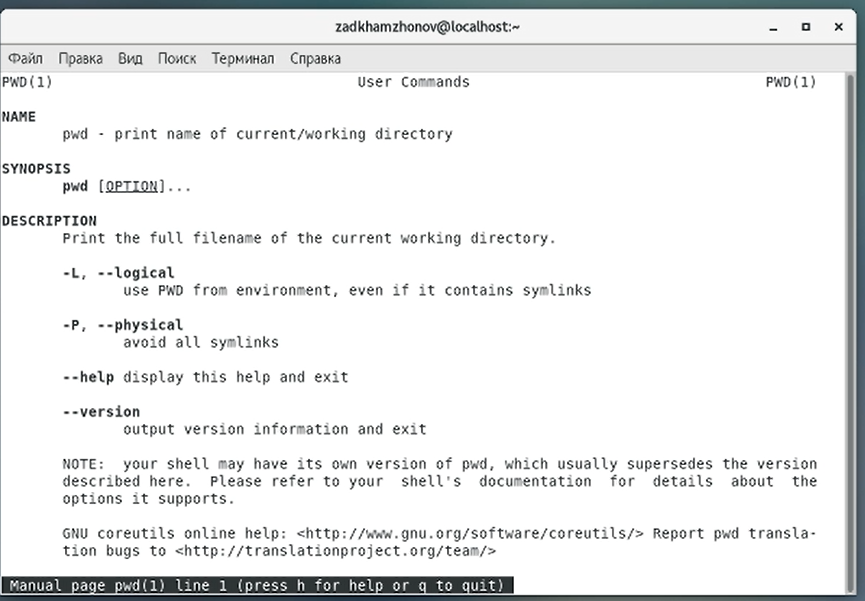 zadkhamzhonov@localhost:~
Файл Правка Вид Поиск Терминал Справка
PWD(1) User Commands PWD(1)
NAME
pwd - print name of current/working directory
SYNOPSIS
pwd [OPTION]...
DESCRIPTION
Print the full filename of the current working directory.
-L, --logical
use PWD from environment, even if it contains symlinks
-P, --physical
avoid all symlinks
--help display this help and exit
--version
output version information and exit
NOTE:  your shell may have its own version of pwd, which usually supersedes the version
described here.  Please refer to your  shell's  documentation  for  details  about  the
options it supports.
GNU coreutils online help: <http://www.gnu.org/software/coreutils/> Report pwd transla-
tion bugs to <http://translationproject.org/team/>
Manual page pwd(1) line 1 (press h for help or q to quit)